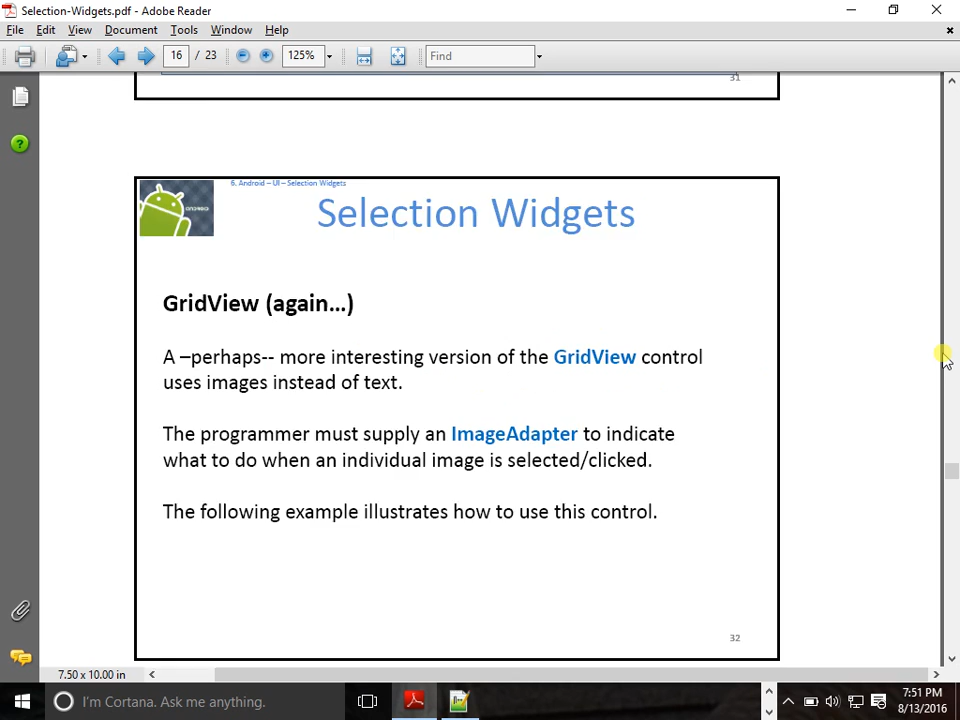 Selection-Widgets.pdf - Adobe Reader
File Edit View Document Tools Window Help
16 / 23 125% Find
31
6. Android – UI – Selection Widgets
Selection Widgets
GridView (again…)
A –perhaps-- more interesting version of the GridView control
uses images instead of text.
The programmer must supply an ImageAdapter to indicate
what to do when an individual image is selected/clicked.
The following example illustrates how to use this control.
32
7.50 x 10.00 in
I'm Cortana. Ask me anything.
7:51 PM
8/13/2016